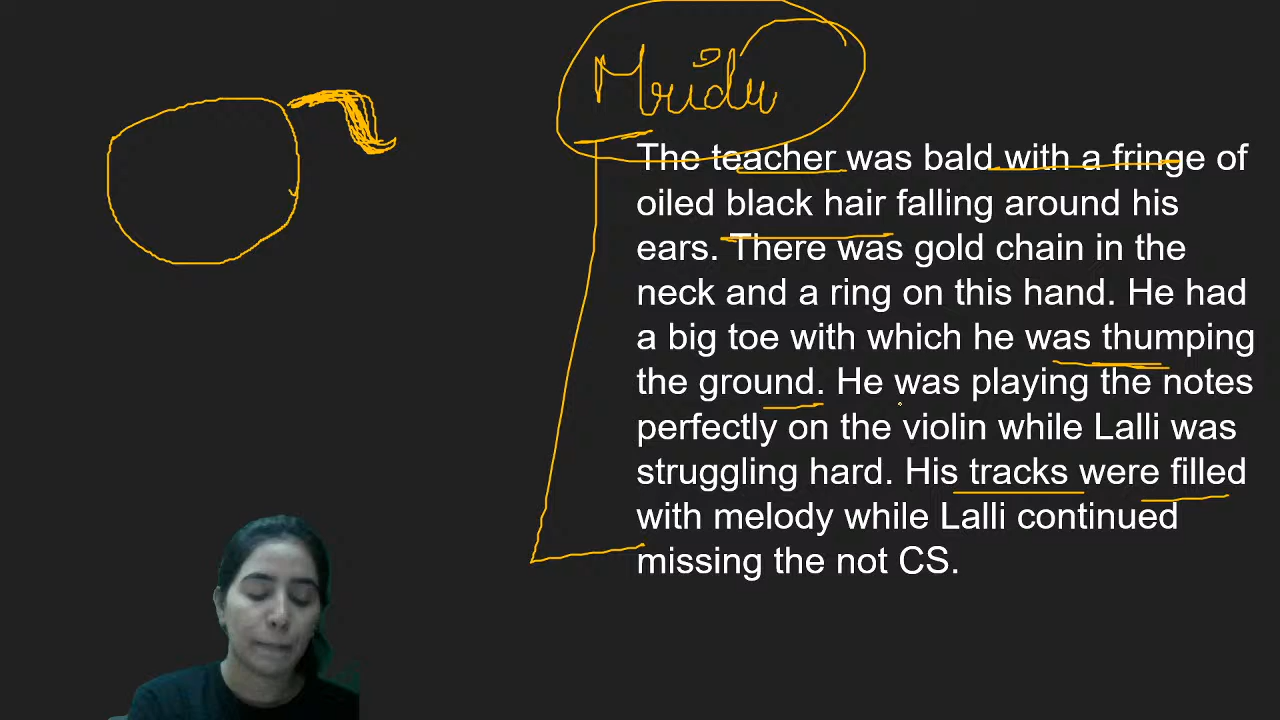 Mridu
The teacher was bald with a fringe of
oiled black hair falling around his
ears. There was gold chain in the
neck and a ring on this hand. He had
a big toe with which he was thumping
the ground. He was playing the notes
perfectly on the violin while Lalli was
struggling hard. His tracks were filled
with melody while Lalli continued
missing the not CS.